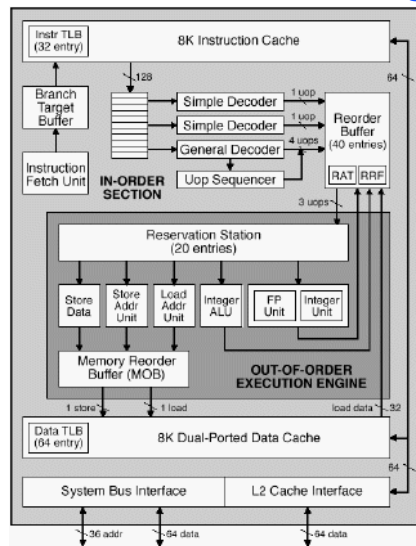 Instr TLB
(32 entry)
8K Instruction Cache
128
64
Branch
Target
Buffer
Instruction
Fetch Unit
Simple Decoder
1 uop
Simple Decoder
1 uop
General Decoder
4 uops
Uop Sequencer
IN-ORDER
SECTION
Reorder
Buffer
(40 entries)
RAT
RRF
3 uops
Reservation Station
(20 entries)
Store
Data
Store
Addr
Unit
Load
Addr
Unit
Integer
ALU
FP
Unit
Integer
Unit
Memory Reorder
Buffer (MOB)
OUT-OF-ORDER
EXECUTION ENGINE
1 store
1 load
load data
32
Data TLB
(64 entry)
8K Dual-Ported Data Cache
64
System Bus Interface
L2 Cache Interface
36 addr
64 data
64 data